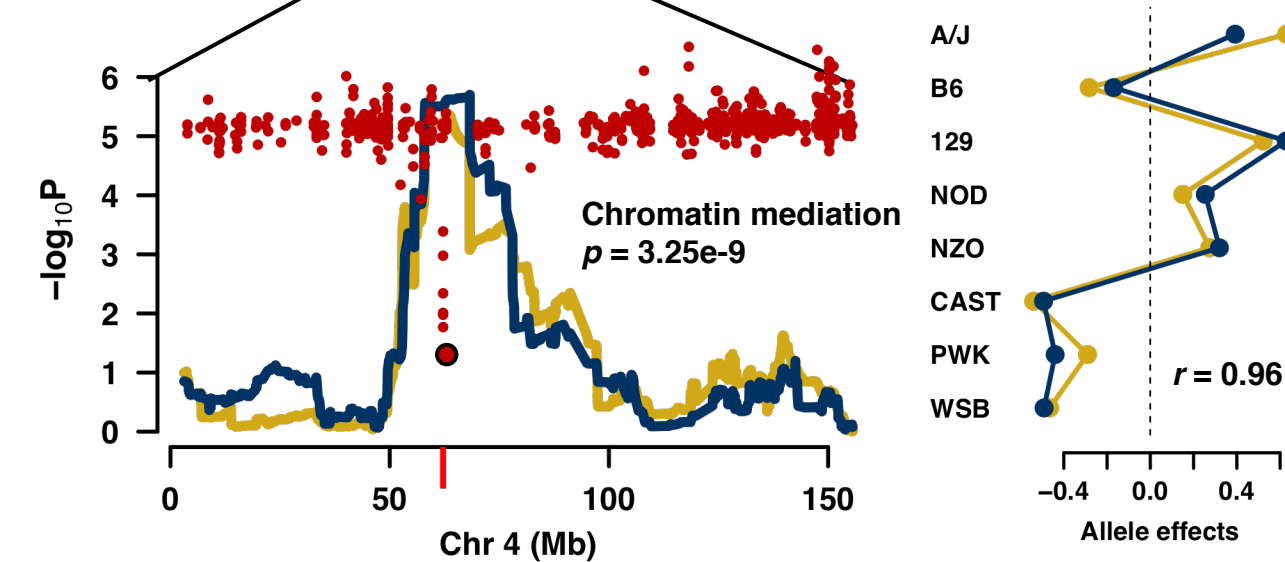 6
5
4
3
2
1
0
−log10P
Chromatin mediation
p = 3.25e-9
0 50 100 150
Chr 4 (Mb)
A/J
B6
129
NOD
NZO
CAST
PWK
WSB
r = 0.96
−0.4 0.0 0.4
Allele effects